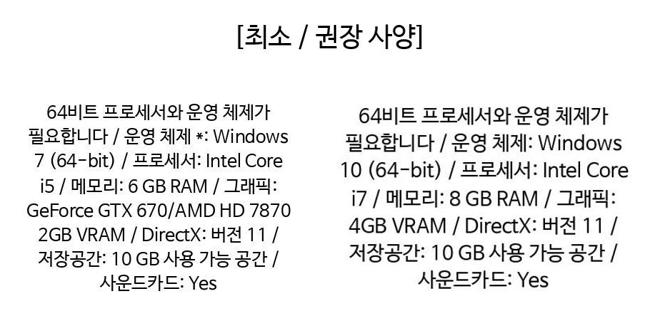 [최소 / 권장 사양]
64비트 프로세서와 운영 체제가
필요합니다 / 운영 체제 *: Windows
7 (64-bit) / 프로세서: Intel Core
i5 / 메모리: 6 GB RAM / 그래픽:
GeForce GTX 670/AMD HD 7870
2GB VRAM / DirectX: 버전 11 /
저장공간: 10 GB 사용 가능 공간 /
사운드카드: Yes
64비트 프로세서와 운영 체제가
필요합니다 / 운영 체제: Windows
10 (64-bit) / 프로세서: Intel Core
i7 / 메모리: 8 GB RAM / 그래픽:
4GB VRAM / DirectX: 버전 11 /
저장공간: 10 GB 사용 가능 공간 /
사운드카드: Yes